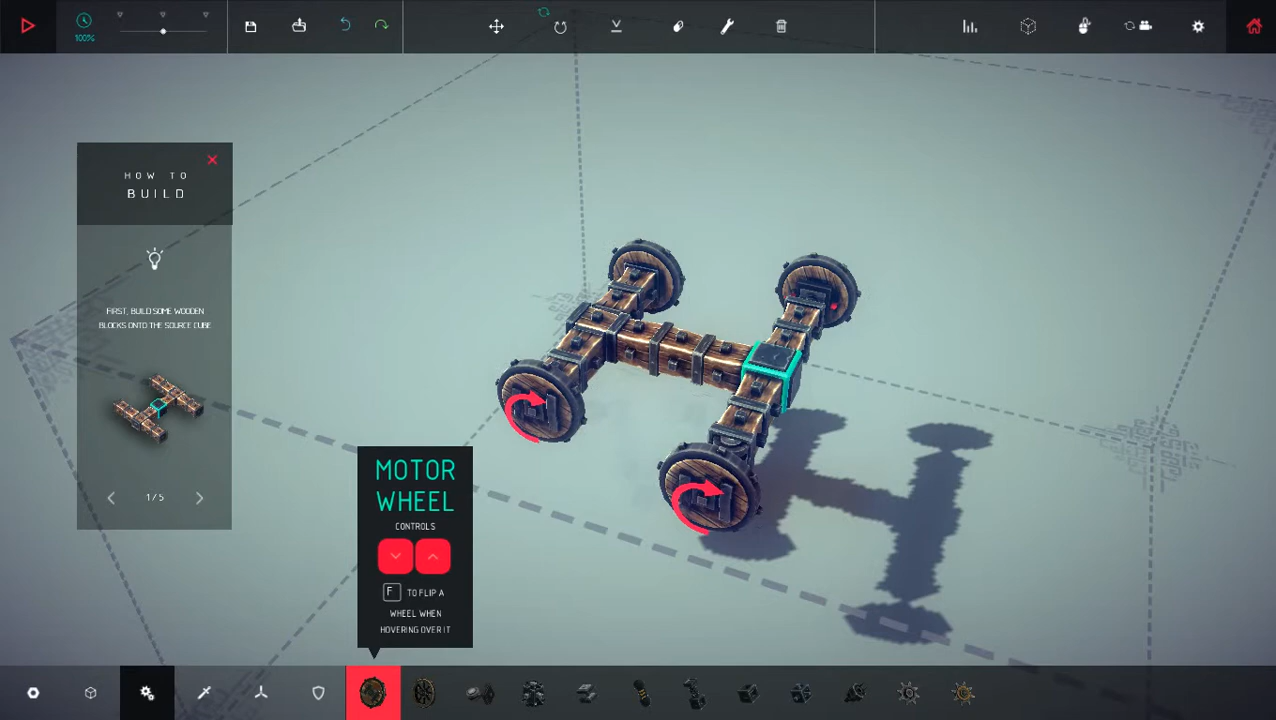 100%
HOW TO
BUILD
FIRST, BUILD SOME WOODEN
BLOCKS ONTO THE SOURCE CUBE
1/5
MOTOR
WHEEL
CONTROLS
F TO FLIP A
WHEEL WHEN
HOVERING OVER IT